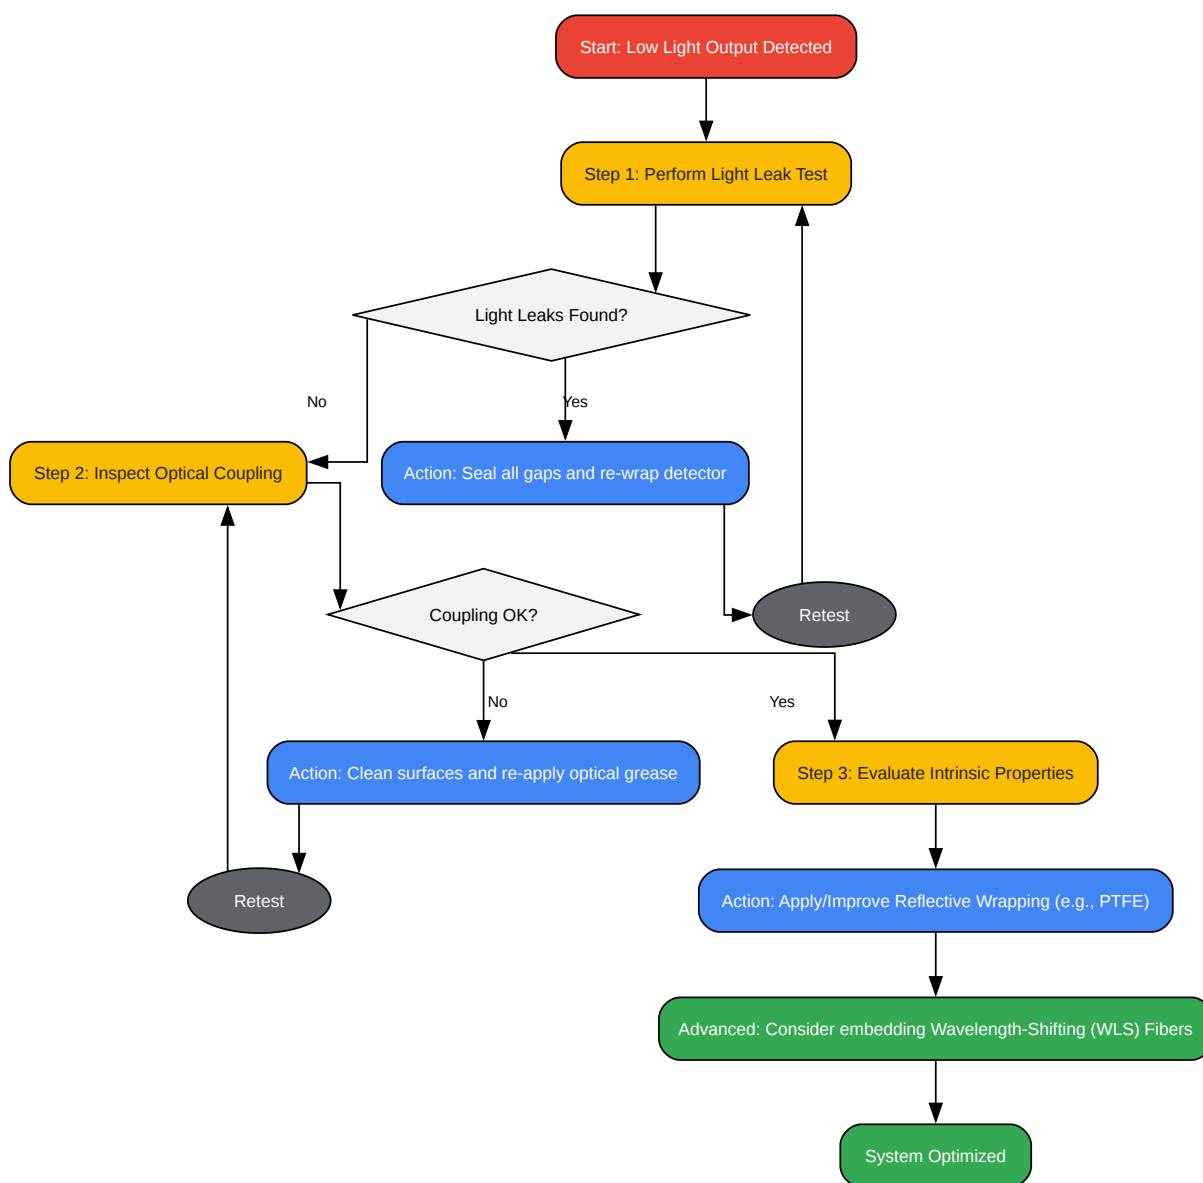 Start: Low Light Output Detected
Step 1: Perform Light Leak Test
Light Leaks Found?
No
Yes
Step 2: Inspect Optical Coupling
Action: Seal all gaps and re-wrap detector
Coupling OK?
Retest
No
Yes
Action: Clean surfaces and re-apply optical grease
Step 3: Evaluate Intrinsic Properties
Retest
Action: Apply/Improve Reflective Wrapping (e.g., PTFE)
Advanced: Consider embedding Wavelength-Shifting (WLS) Fibers
System Optimized